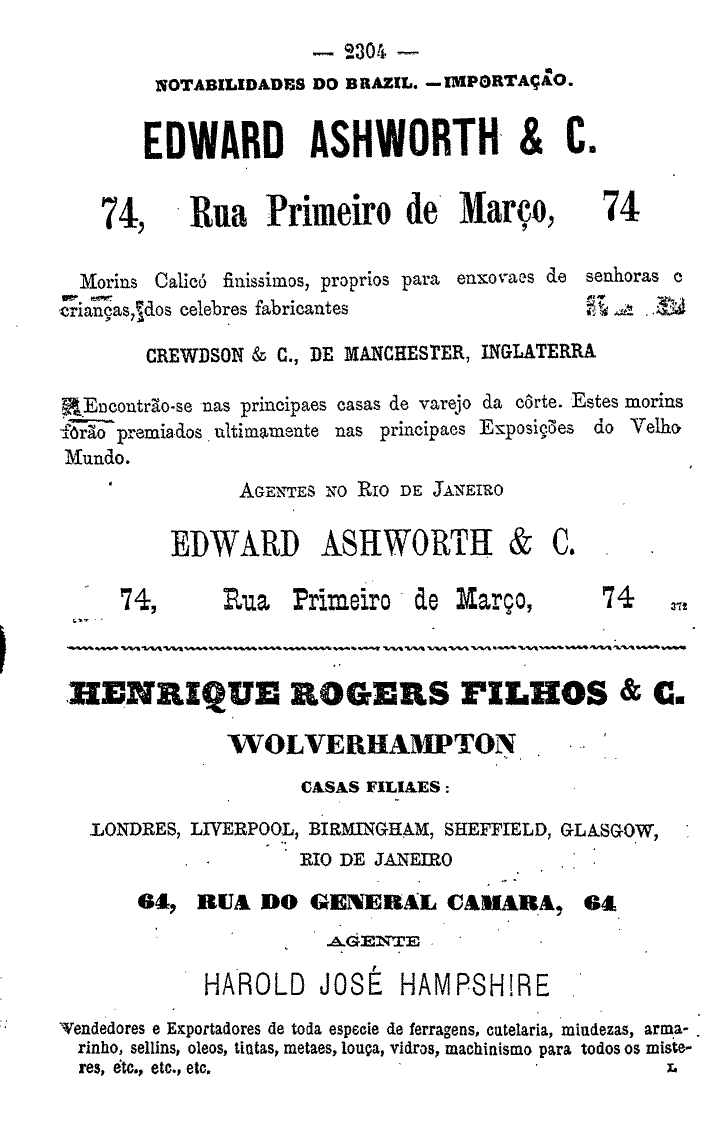 — 2304 —
NOTABILIDADES DO BRAZIL. — IMPORTAÇÃO.
EDWARD ASHWORTH & C.
74, Rua Primeiro de Março, 74
Morins Calicó finissimos, proprios para enxovaes de senhoras e
crianças, dos celebres fabricantes
CREWDSON & C., DE MANCHESTER, INGLATERRA
Encontrão-se nas principaes casas de varejo da côrte. Estes morins
forão premiados ultimamente nas principaes Exposições do Velho
Mundo.
AGENTES NO RIO DE JANEIRO
EDWARD ASHWORTH & C.
74, Rua Primeiro de Março, 74 372
HENRIQUE ROGERS FILHOS & C.
WOLVERHAMPTON
CASAS FILIAES:
LONDRES, LIVERPOOL, BIRMINGHAM, SHEFFIELD, GLASGOW,
RIO DE JANEIRO
64, RUA DO GENERAL CAMARA, 64
AGENTE
HAROLD JOSÉ HAMPSHIRE
Vendedores e Exportadores de toda especie de ferragens, cutelaria, miudezas, arma-
rinho, sellins, oleos, tintas, metaes, louça, vidros, machinismo para todos os miste-
res, etc., etc., etc. L